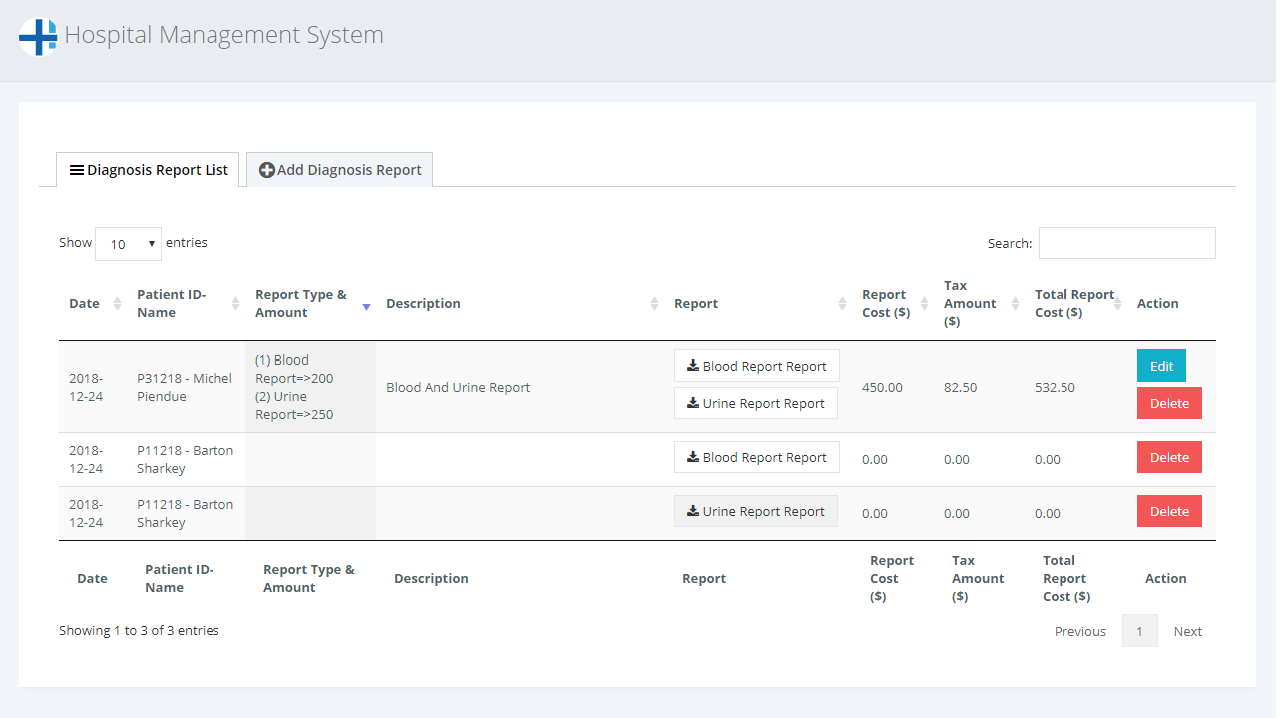 Hospital Management System
Diagnosis Report List
Add Diagnosis Report
Show 10 entries
Search:
Date
Patient ID-
Name
Report Type &
Amount
Description
Report
Report
Cost ($)
Tax
Amount
($)
Total Report
Cost ($)
Action
2018-
12-24
P31218 - Michel
Piendue
(1) Blood
Report=>200
(2) Urine
Report=>250
Blood And Urine Report
Blood Report Report
Urine Report Report
450.00
82.50
532.50
Edit
Delete
2018-
12-24
P11218 - Barton
Sharkey
Blood Report Report
0.00
0.00
0.00
Delete
2018-
12-24
P11218 - Barton
Sharkey
Urine Report Report
0.00
0.00
0.00
Delete
Date
Patient ID-
Name
Report Type &
Amount
Description
Report
Report
Cost
($)
Tax
Amount
($)
Total
Report
Cost ($)
Action
Showing 1 to 3 of 3 entries
Previous 1 Next